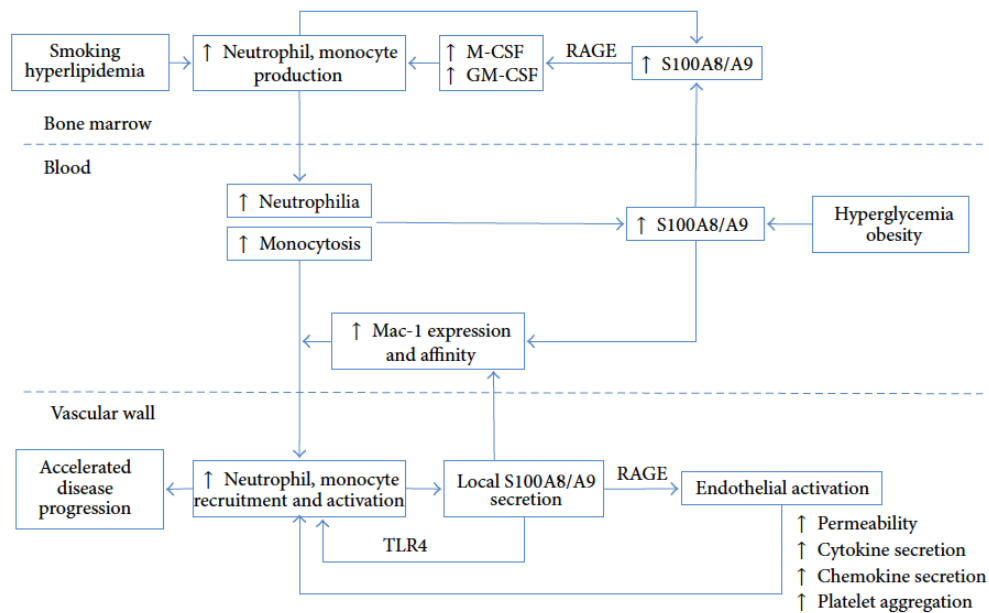 Smoking
hyperlipidemia
↑ Neutrophil, monocyte
production
↑ M-CSF
↑ GM-CSF
RAGE
↑ S100A8/A9
Bone marrow
Blood
↑ Neutrophilia
↑ Monocytosis
↑ S100A8/A9
Hyperglycemia
obesity
↑ Mac-1 expression
and affinity
Vascular wall
Accelerated
disease
progression
↑ Neutrophil, monocyte
recruitment and activation
Local S100A8/A9
secretion
RAGE
Endothelial activation
TLR4
↑ Permeability
↑ Cytokine secretion
↑ Chemokine secretion
↑ Platelet aggregation